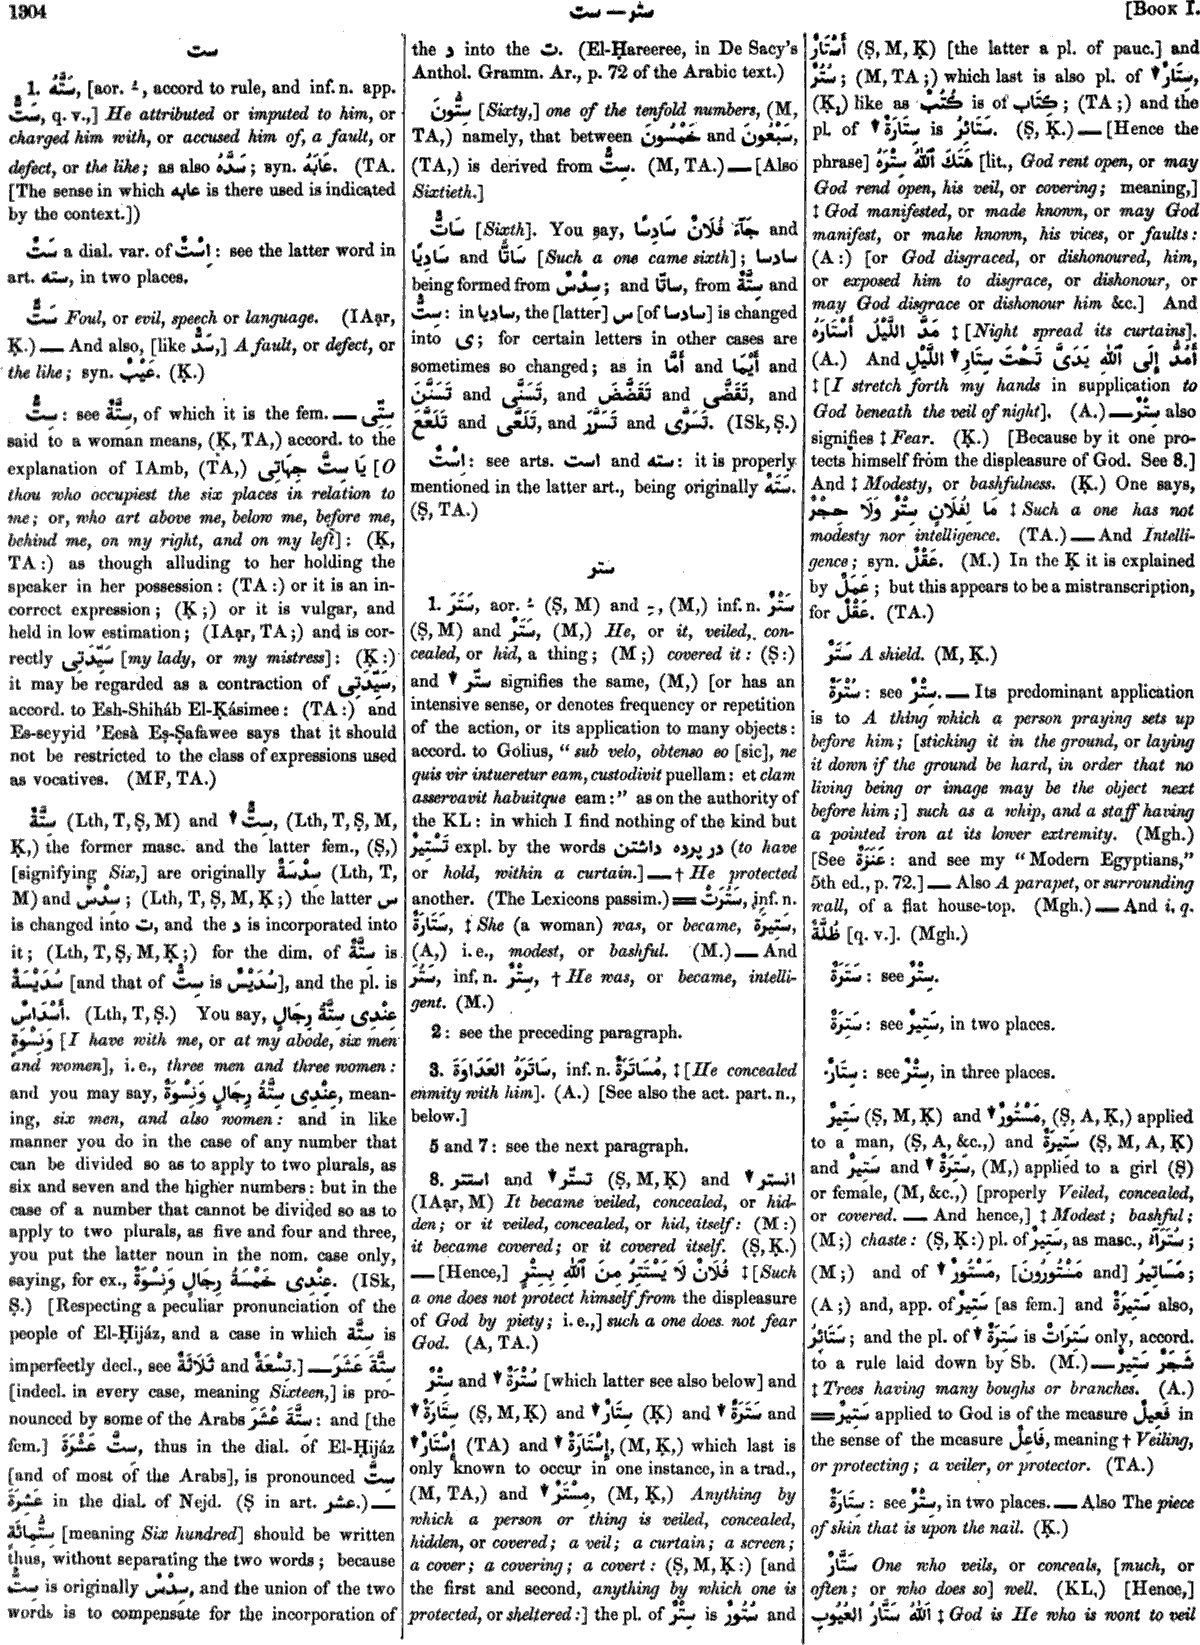 1304
ست — ستر
[Book I.
ست
1. سَتَّهُ, [aor. ـُ, accord to rule, and inf. n. app.
سَتٌّ, q. v.,] He attributed or imputed to him, or
charged him with, or accused him of, a fault, or
defect, or the like; as also سَدَّهُ; syn. عَابَهُ. (TA.
[The sense in which عابه is there used is indicated
by the context.])
سَتٌ a dial. var. of اِسْتٌ: see the latter word in
art. سته, in two places.
سَتٌّ Foul, or evil, speech or language. (IAạr,
Ḳ.) — And also, [like سَدٌّ,] A fault, or defect, or
the like; syn. عَيْبٌ. (Ḳ.)
سِتٌّ: see سِتَّةٌ, of which it is the fem. — سِتِّى
said to a woman means, (Ḳ, TA,) accord. to the
explanation of IAmb, (TA,) يَا سِتَّ جِهَاتِى [O
thou who occupiest the six places in relation to
me; or, who art above me, below me, before me,
behind me, on my right, and on my left]: (Ḳ,
TA:) as though alluding to her holding the
speaker in her possession: (TA:) or it is an in-
correct expression; (Ḳ;) or it is vulgar, and
held in low estimation; (IAạr, TA;) and is cor-
rectly سَيِّدَتِى [my lady, or my mistress]: (Ḳ:)
it may be regarded as a contraction of سَيِّدَتِى,
accord. to Esh-Shiháb El-Ḳásimee: (TA:) and
Es-seyyid 'Eesà Eṣ-Ṣafawee says that it should
not be restricted to the class of expressions used
as vocatives. (MF, TA.)
سِتَّةٌ (Lth, T, Ṣ, M) and ▼ سِتٌّ, (Lth, T, Ṣ, M,
Ḳ,) the former masc. and the latter fem., (Ṣ,)
[signifying Six,] are originally سِدْسَةٌ (Lth, T,
M) and سِدْسٌ; (Lth, T, Ṣ, M, Ḳ;) the latter س
is changed into ت, and the د is incorporated into
it; (Lth, T, Ṣ, M, Ḳ;) for the dim. of سِتَّةٌ is
سُدَيْسَةٌ [and that of سِتٌّ is سُدَيْسٌ], and the pl. is
أَسْدَاسٌ. (Lth, T, Ṣ.) You say, عِنْدِى سِتَّةُ رِجَالٍ
وَنِسْوَةٍ [I have with me, or at my abode, six men
and women], i. e., three men and three women:
and you may say, عِنْدِى سِتَّةُ رِجَالٍ وَنِسْوَةٌ, mean-
ing, six men, and also women: and in like
manner you do in the case of any number that
can be divided so as to apply to two plurals, as
six and seven and the higher numbers: but in the
case of a number that cannot be divided so as to
apply to two plurals, as five and four and three,
you put the latter noun in the nom. case only,
saying, for ex., عِنْدِى خَمْسَةُ رِجَالٍ وَنِسْوَةٌ. (ISk,
Ṣ.) [Respecting a peculiar pronunciation of the
people of El-Ḥijáz, and a case in which ستّة is
imperfectly decl., see ثَلَاثَةٌ and تِسْعَةٌ.] — سِتَّةَ عَشَرَ
[indecl. in every case, meaning Sixteen,] is pro-
nounced by some of the Arabs سِتَّةَ عْشَرَ: and [the
fem.] سِتَّ عَشْرَةَ, thus in the dial. of El-Ḥijáz
[and of most of the Arabs], is pronounced سِتَّ
عَشِرَةَ in the dial. of Nejd. (Ṣ in art. عشر.) —
سِتُّمِائَةٍ [meaning Six hundred] should be written
thus, without separating the two words; because
سِتٌّ is originally سِدْسٌ, and the union of the two
words is to compensate for the incorporation of
the د into the ت. (El-Ḥareeree, in De Sacy's
Anthol. Gramm. Ar., p. 72 of the Arabic text.)
سِتُّونَ [Sixty,] one of the tenfold numbers, (M,
TA,) namely, that between خَمْسُونَ and سَبْعُونَ,
(TA,) is derived from سِتٌّ. (M, TA.) — [Also
Sixtieth.]
سَاتٌّ [Sixth]. You say, جَآءَ فُلَانٌ سَادِسًا and
سَادِيًا and سَاتًّا [Such a one came sixth]; سادسا
being formed from سِدْسٌ; and ساتّا, from سِتَّةٌ and
سِتٌّ: in ساديا, the [latter] س [of سادسا] is changed
into ى; for certain letters in other cases are
sometimes so changed; as in أَمَّا and أَيْمَا and
تَسَنَّنَ and تَسَنَّى, and تَقَضَّضَ and تَقَضَّى, and
تَلَعَّعَ and تَلَعَّى, and تَسَرَّرَ and تَسَرَّى. (ISk, Ṣ.)
اِسْتٌ: see arts. است and سته: it is properly
mentioned in the latter art., being originally سَتَهٌ.
(Ṣ, TA.)
ستر
1. سَتَرَ, aor. ـُ (Ṣ, M) and ـِ, (M,) inf. n. سَتْرٌ
(Ṣ, M) and سَتَرٌ, (M,) He, or it, veiled, con-
cealed, or hid, a thing; (M;) covered it: (Ṣ:)
and ▼ ستّر signifies the same, (M,) [or has an
intensive sense, or denotes frequency or repetition
of the action, or its application to many objects:
accord. to Golius, "sub velo, obtenso eo [sic], ne
quis vir intueretur eam, custodivit puellam: et clam
asservavit habuitque eam:" as on the authority of
the KL: in which I find nothing of the kind but
تَسْتِيرٌ expl. by the words در پرده داشتن (to have
or hold, within a curtain.] — † He protected
another. (The Lexicons passim.) = سَتُرَتْ, inf. n.
سَتَارَةٌ, ‡ She (a woman) was, or became, سَتِيرَة,
(A,) i. e., modest, or bashful. (M.) — And
سَتُرَ, inf. n. سِتْرٌ, † He was, or became, intelli-
gent. (M.)
2: see the preceding paragraph.
3. سَاتَرَهُ العَدَاوَةَ, inf. n. مُسَاتَرَةٌ, ‡ [He concealed
enmity with him]. (A.) [See also the act. part. n.,
below.]
5 and 7: see the next paragraph.
8. استتر and ▼ تستّر (Ṣ, M, Ḳ) and ▼ انستر
(IAạr, M) It became veiled, concealed, or hid-
den; or it veiled, concealed, or hid, itself: (M:)
it became covered; or it covered itself. (Ṣ, Ḳ.)
— [Hence,] فُلَانٌ لَا يَسْتَتِرُ مِنَ ٱللّٰهِ بِسِتْرٍ ‡ [Such
a one does not protect himself from the displeasure
of God by piety; i. e.,] such a one does not fear
God. (A, TA.)
سِتْرٌ and ▼ سُتْرَةٌ [which latter see also below] and
▼ سِتَارَةٌ (Ṣ, M, Ḳ) and ▼ سِتَارٌ (Ḳ) and ▼ سَتَرَةٌ and
▼ إِسْتَارٌ (TA) and ▼ إِسْتَارَةٌ, (M, Ḳ,) which last is
only known to occur in one instance, in a trad.,
(M, TA,) and ▼ مِسْتَرٌ, (M, Ḳ,) Anything by
which a person or thing is veiled, concealed,
hidden, or covered; a veil; a curtain; a screen;
a cover; a covering; a covert: (Ṣ, M, Ḳ:) [and
the first and second, anything by which one is
protected, or sheltered:] the pl. of سِتْرٌ is سُتُورٌ and
أَسْتَارٌ (Ṣ, M, Ḳ) [the latter a pl. of pauc.] and
سُتُرٌ; (M, TA;) which last is also pl. of ▼ سِتَارٌ,
(Ḳ,) like as كُتُبٌ is of كِتَابٌ; (TA;) and the
pl. of ▼ سِتَارَةٌ is سَتَائِرُ. (Ṣ, Ḳ.) — [Hence the
phrase] هَتَكَ ٱللّٰهُ سِتْرَهُ [lit., God rent open, or may
God rend open, his veil, or covering; meaning,]
‡ God manifested, or made known, or may God
manifest, or make known, his vices, or faults:
(A:) [or God disgraced, or dishonoured, him,
or exposed him to disgrace, or dishonour, or
may God disgrace or dishonour him &c.] And
مَدَّ اللَّيْلُ أَسْتَارَهُ ‡ [Night spread its curtains].
(A.) And أَمُدُّ إِلَى ٱللّٰهِ يَدَىَّ تَحْتَ سِتَارِ ▼ اللَّيْلِ
‡ [I stretch forth my hands in supplication to
God beneath the veil of night]. (A.) — سِتْرٌ also
signifies ‡ Fear. (Ḳ.) [Because by it one pro-
tects himself from the displeasure of God. See 8.]
And ‡ Modesty, or bashfulness. (Ḳ.) One says,
مَا لِفُلَانٍ سِتْرٌ وَلَا حِجْرٌ ‡ Such a one has not
modesty nor intelligence. (TA.) — And Intelli-
gence; syn. عَقْلٌ. (M.) In the Ḳ it is explained
by عَمَلٌ; but this appears to be a mistranscription,
for عَقْلٌ. (TA.)
سَتَرٌ A shield. (M, Ḳ.)
سُتْرَةٌ: see سِتْرٌ. — Its predominant application
is to A thing which a person praying sets up
before him; [sticking it in the ground, or laying
it down if the ground be hard, in order that no
living being or image may be the object next
before him;] such as a whip, and a staff having
a pointed iron at its lower extremity. (Mgh.)
[See عَنَزَةٌ: and see my "Modern Egyptians,"
5th ed., p. 72.] — Also A parapet, or surrounding
wall, of a flat house-top. (Mgh.) — And i. q.
ظُلَّةٌ [q. v.]. (Mgh.)
سَتَرَةٌ: see سِتْرٌ.
سَتِرَةٌ: see سَتِيرٌ, in two places.
سِتَارٌ: see سِتْرٌ, in three places.
سَتِيرٌ (Ṣ, M, Ḳ) and ▼ مَسْتُورٌ, (Ṣ, A, Ḳ,) applied
to a man, (Ṣ, A, &c.,) and سَتِيرَةٌ (Ṣ, M, A, Ḳ)
and سَتِيرٌ and ▼ سَتِرَةٌ, (M,) applied to a girl (Ṣ)
or female, (M, &c.,) [properly Veiled, concealed,
or covered. — And hence,] ‡ Modest; bashful;
(M;) chaste: (Ṣ, Ḳ:) pl. of سَتِيرٌ, as masc., سُتَرَآءُ;
(M;) and of ▼ مَسْتُورٌ, [مَسْتُورُونَ and] مَسَاتِيرُ;
(A;) and, app. of سَتِيرٌ [as fem.] and سَتِيرَةٌ also,
سَتَائِرُ; and the pl. of ▼ سَتِرَةٌ is سَتِرَاتٌ only, accord.
to a rule laid down by Sb. (M.) — شَجَرٌ سَتِيرٌ
‡ Trees having many boughs or branches. (A.)
= سَتِيرٌ applied to God is of the measure فَعِيلٌ in
the sense of the measure فَاعِلٌ, meaning † Veiling,
or protecting; a veiler, or protector. (TA.)
سِتَارَةٌ: see سِتْرٌ, in two places. — Also The piece
of skin that is upon the nail. (Ḳ.)
سَتَّارٌ One who veils, or conceals, [much, or
often; or who does so] well. (KL,) [Hence,]
ٱللّٰهُ سَتَّارُ العُيُوبِ ‡ God is He who is wont to veil